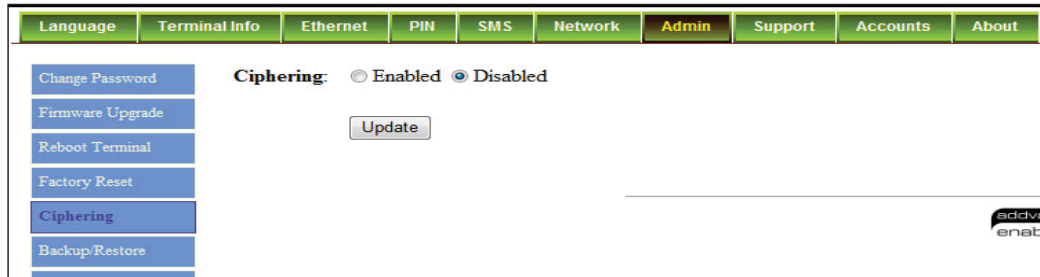 Language Terminal Info Ethernet PIN SMS Network Admin Support Accounts About
Change Password
Firmware Upgrade
Reboot Terminal
Factory Reset
Ciphering
Backup/Restore
Ciphering: Enabled Disabled
Update